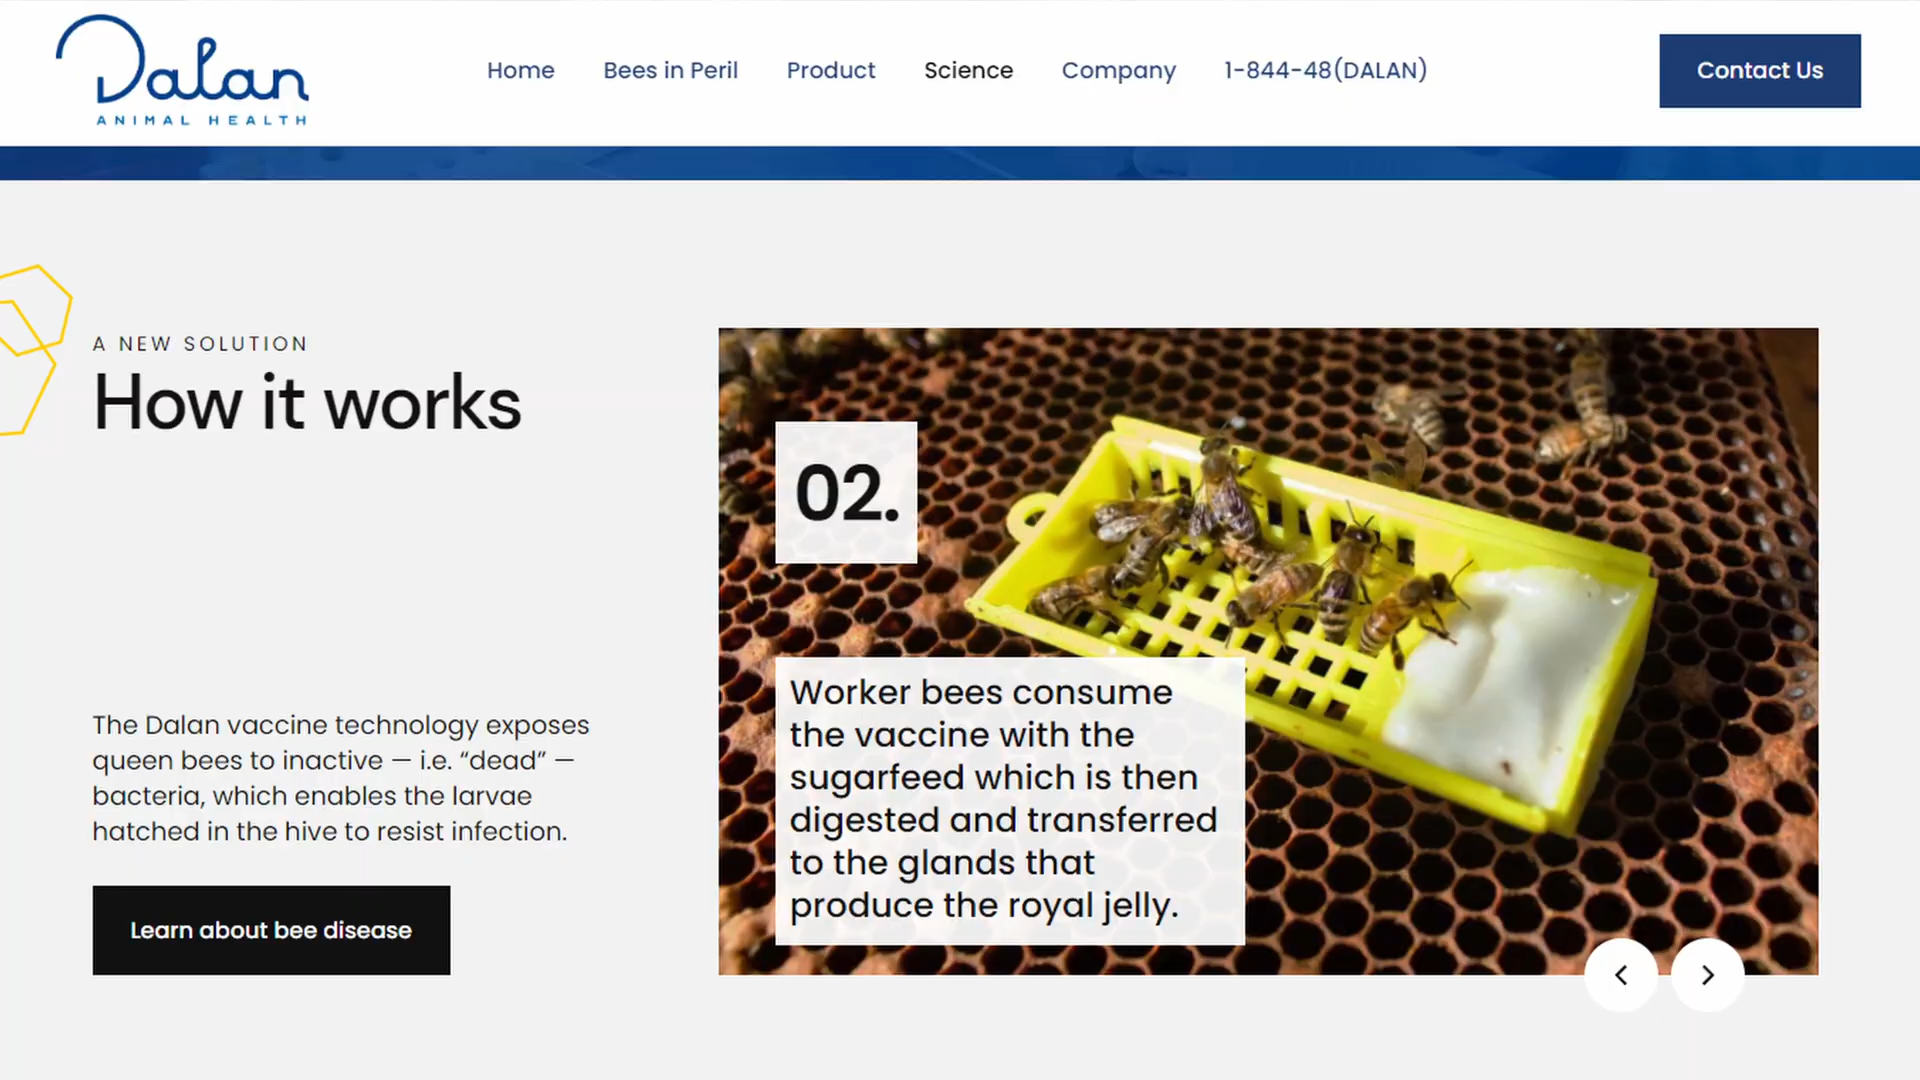 Dalan
ANIMAL HEALTH
Home
Bees in Peril
Product
Science
Company
1-844-48(DALAN)
Contact Us
A NEW SOLUTION
How it works
The Dalan vaccine technology exposes
queen bees to inactive — i.e. “dead” —
bacteria, which enables the larvae
hatched in the hive to resist infection.
Learn about bee disease
02.
Worker bees consume
the vaccine with the
sugarfeed which is then
digested and transferred
to the glands that
produce the royal jelly.